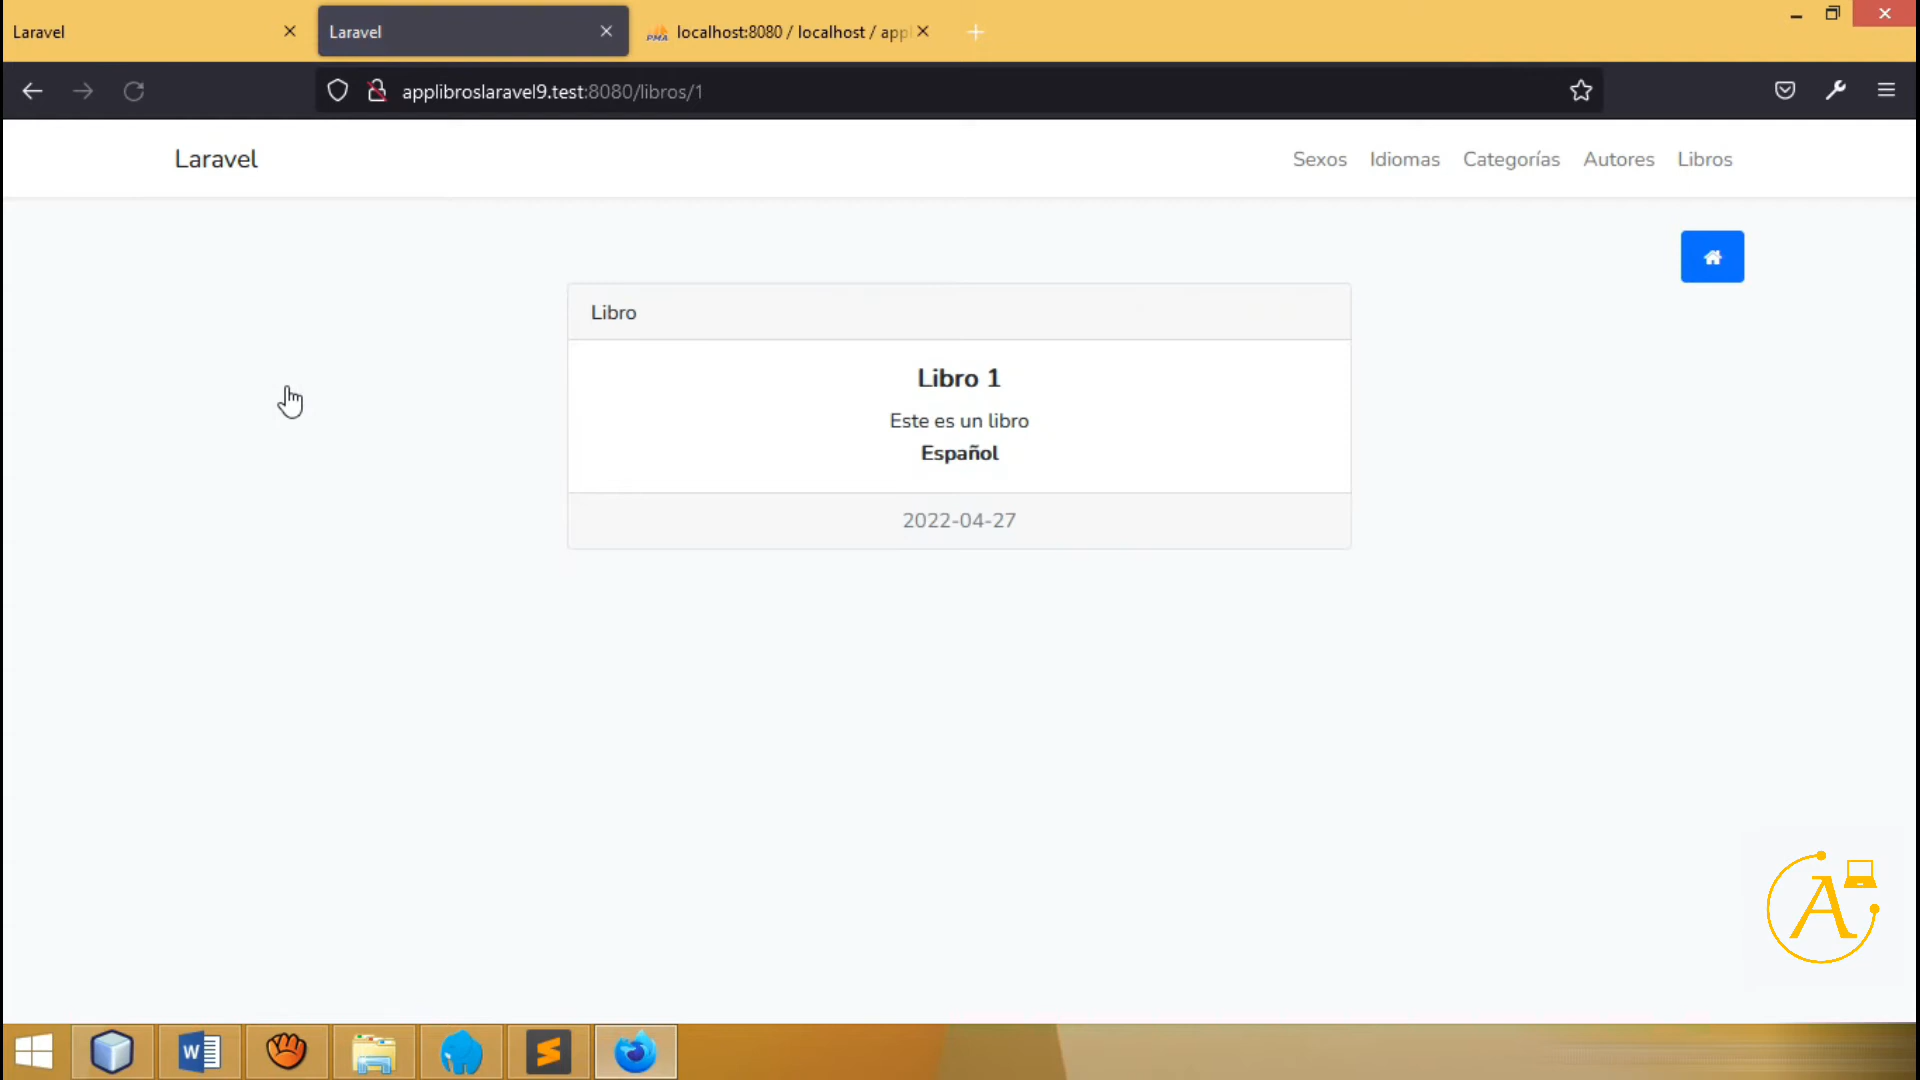 Laravel
Laravel
PMA localhost:8080 / localhost / app
applibroslaravel9.test:8080/libros/1
Laravel
Sexos Idiomas Categorías Autores Libros
Libro
Libro 1
Este es un libro
Español
2022-04-27
A
W